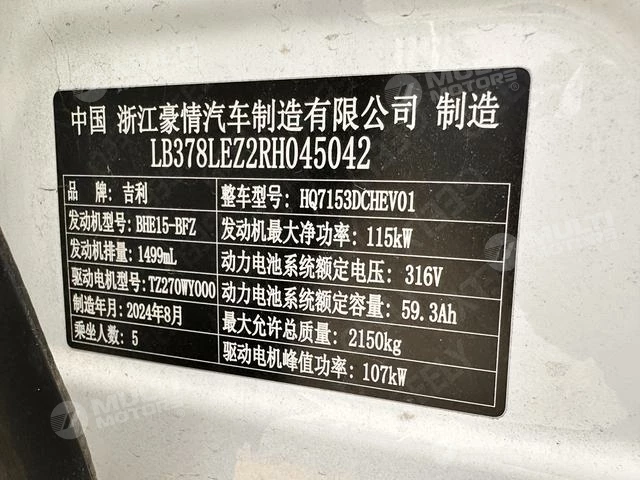 中国 浙江豪情汽车制造有限公司 制造
LB378LEZ2RH045042
品 牌: 吉利
整车型号: HQ7153DCHEV01
发动机型号: BHE15-BFZ
发动机最大净功率: 115kW
发动机排量: 1499mL
动力电池系统额定电压: 316V
驱动电机型号: TZ270WY000
动力电池系统额定容量: 59.3Ah
制造年月: 2024年8月
最大允许总质量: 2150kg
乘坐人数: 5
驱动电机峰值功率: 107kW